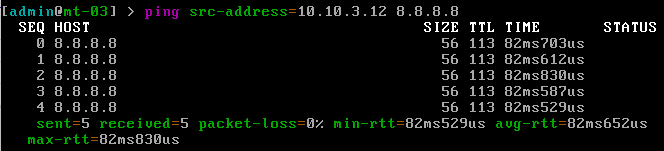 [admin@mt-03] > ping src-address=10.10.3.12 8.8.8.8
SEQ HOST SIZE TTL TIME STATUS
0 8.8.8.8 56 113 82ms703us
1 8.8.8.8 56 113 82ms612us
2 8.8.8.8 56 113 82ms830us
3 8.8.8.8 56 113 82ms587us
4 8.8.8.8 56 113 82ms529us
sent=5 received=5 packet-loss=0% min-rtt=82ms529us avg-rtt=82ms652us
max-rtt=82ms830us